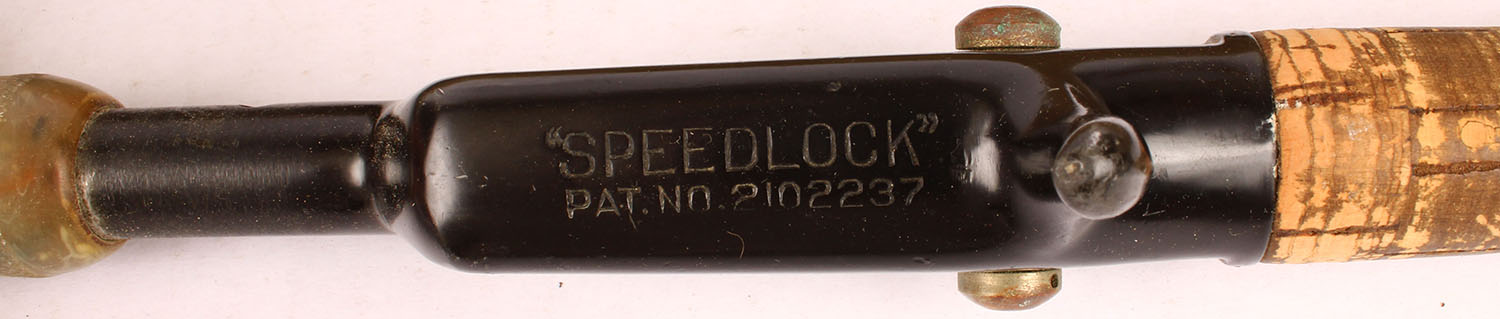 "SPEEDLOCK"
PAT. NO. 2102237